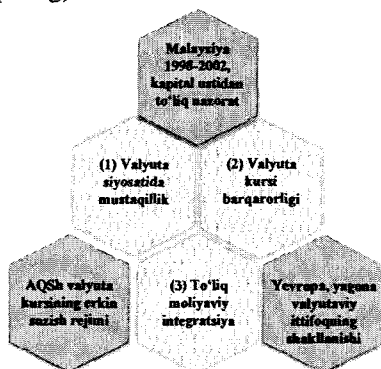 Malaysiya
1998-2002,
kapital ustidan
to‘liq nazorat
(1) Valyuta
siyosatida
mustaqillik
(2) Valyuta
kursi
barqarorligi
AQSh valyuta
kursining erkin
suzish rejimi
(3) To‘liq
moliyaviy
integratsiya
Yevropa, yagona
valyutaviy
ittifoqning
shakllanishi